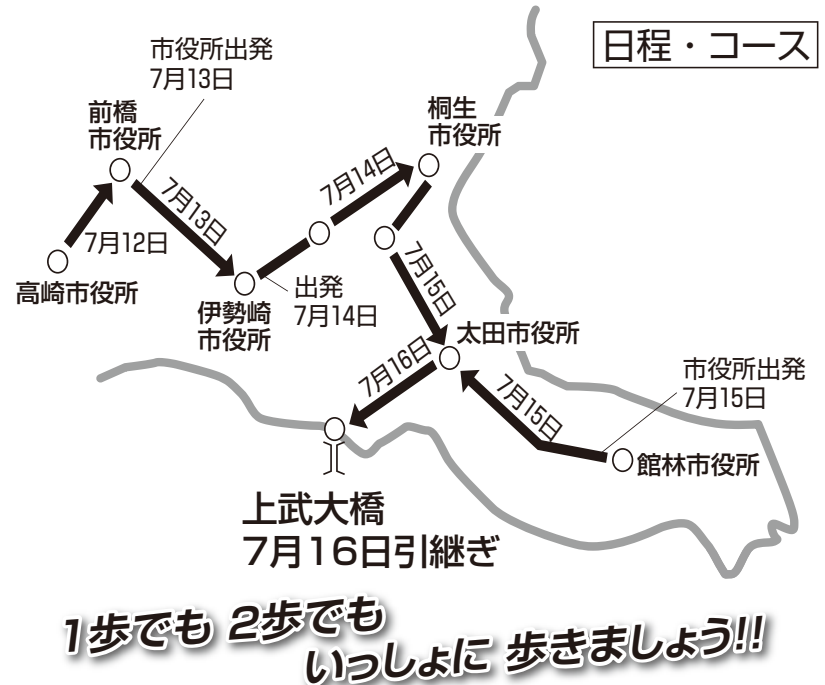 日程・コース
市役所出発
7月13日
前橋
市役所
桐生
市役所
7月14日
7月13日
7月12日
高崎市役所
伊勢崎
市役所
出発
7月14日
7月15日
太田市役所
7月16日
市役所出発
7月15日
7月15日
館林市役所
上武大橋
7月16日引継ぎ
1歩でも 2歩でも
いっしょに 歩きましょう!!